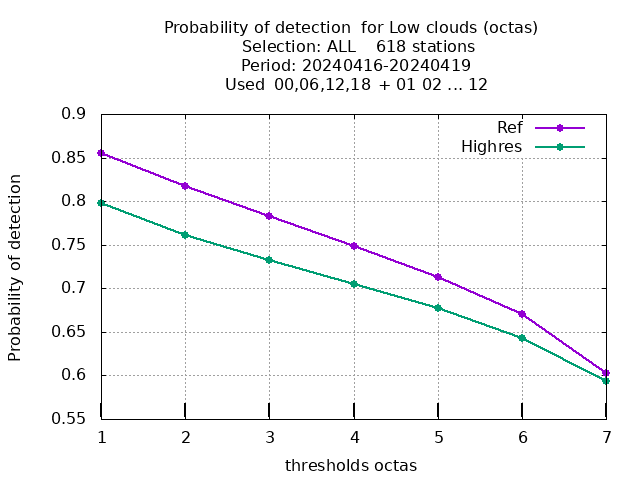 Probability of detection  for Low clouds (octas)
Selection: ALL    618 stations
Period: 20240416-20240419
Used  00,06,12,18 + 01 02 ... 12
Ref
Highres
Probability of detection
0.9
0.85
0.8
0.75
0.7
0.65
0.6
0.55
1 2 3 4 5 6 7
thresholds octas